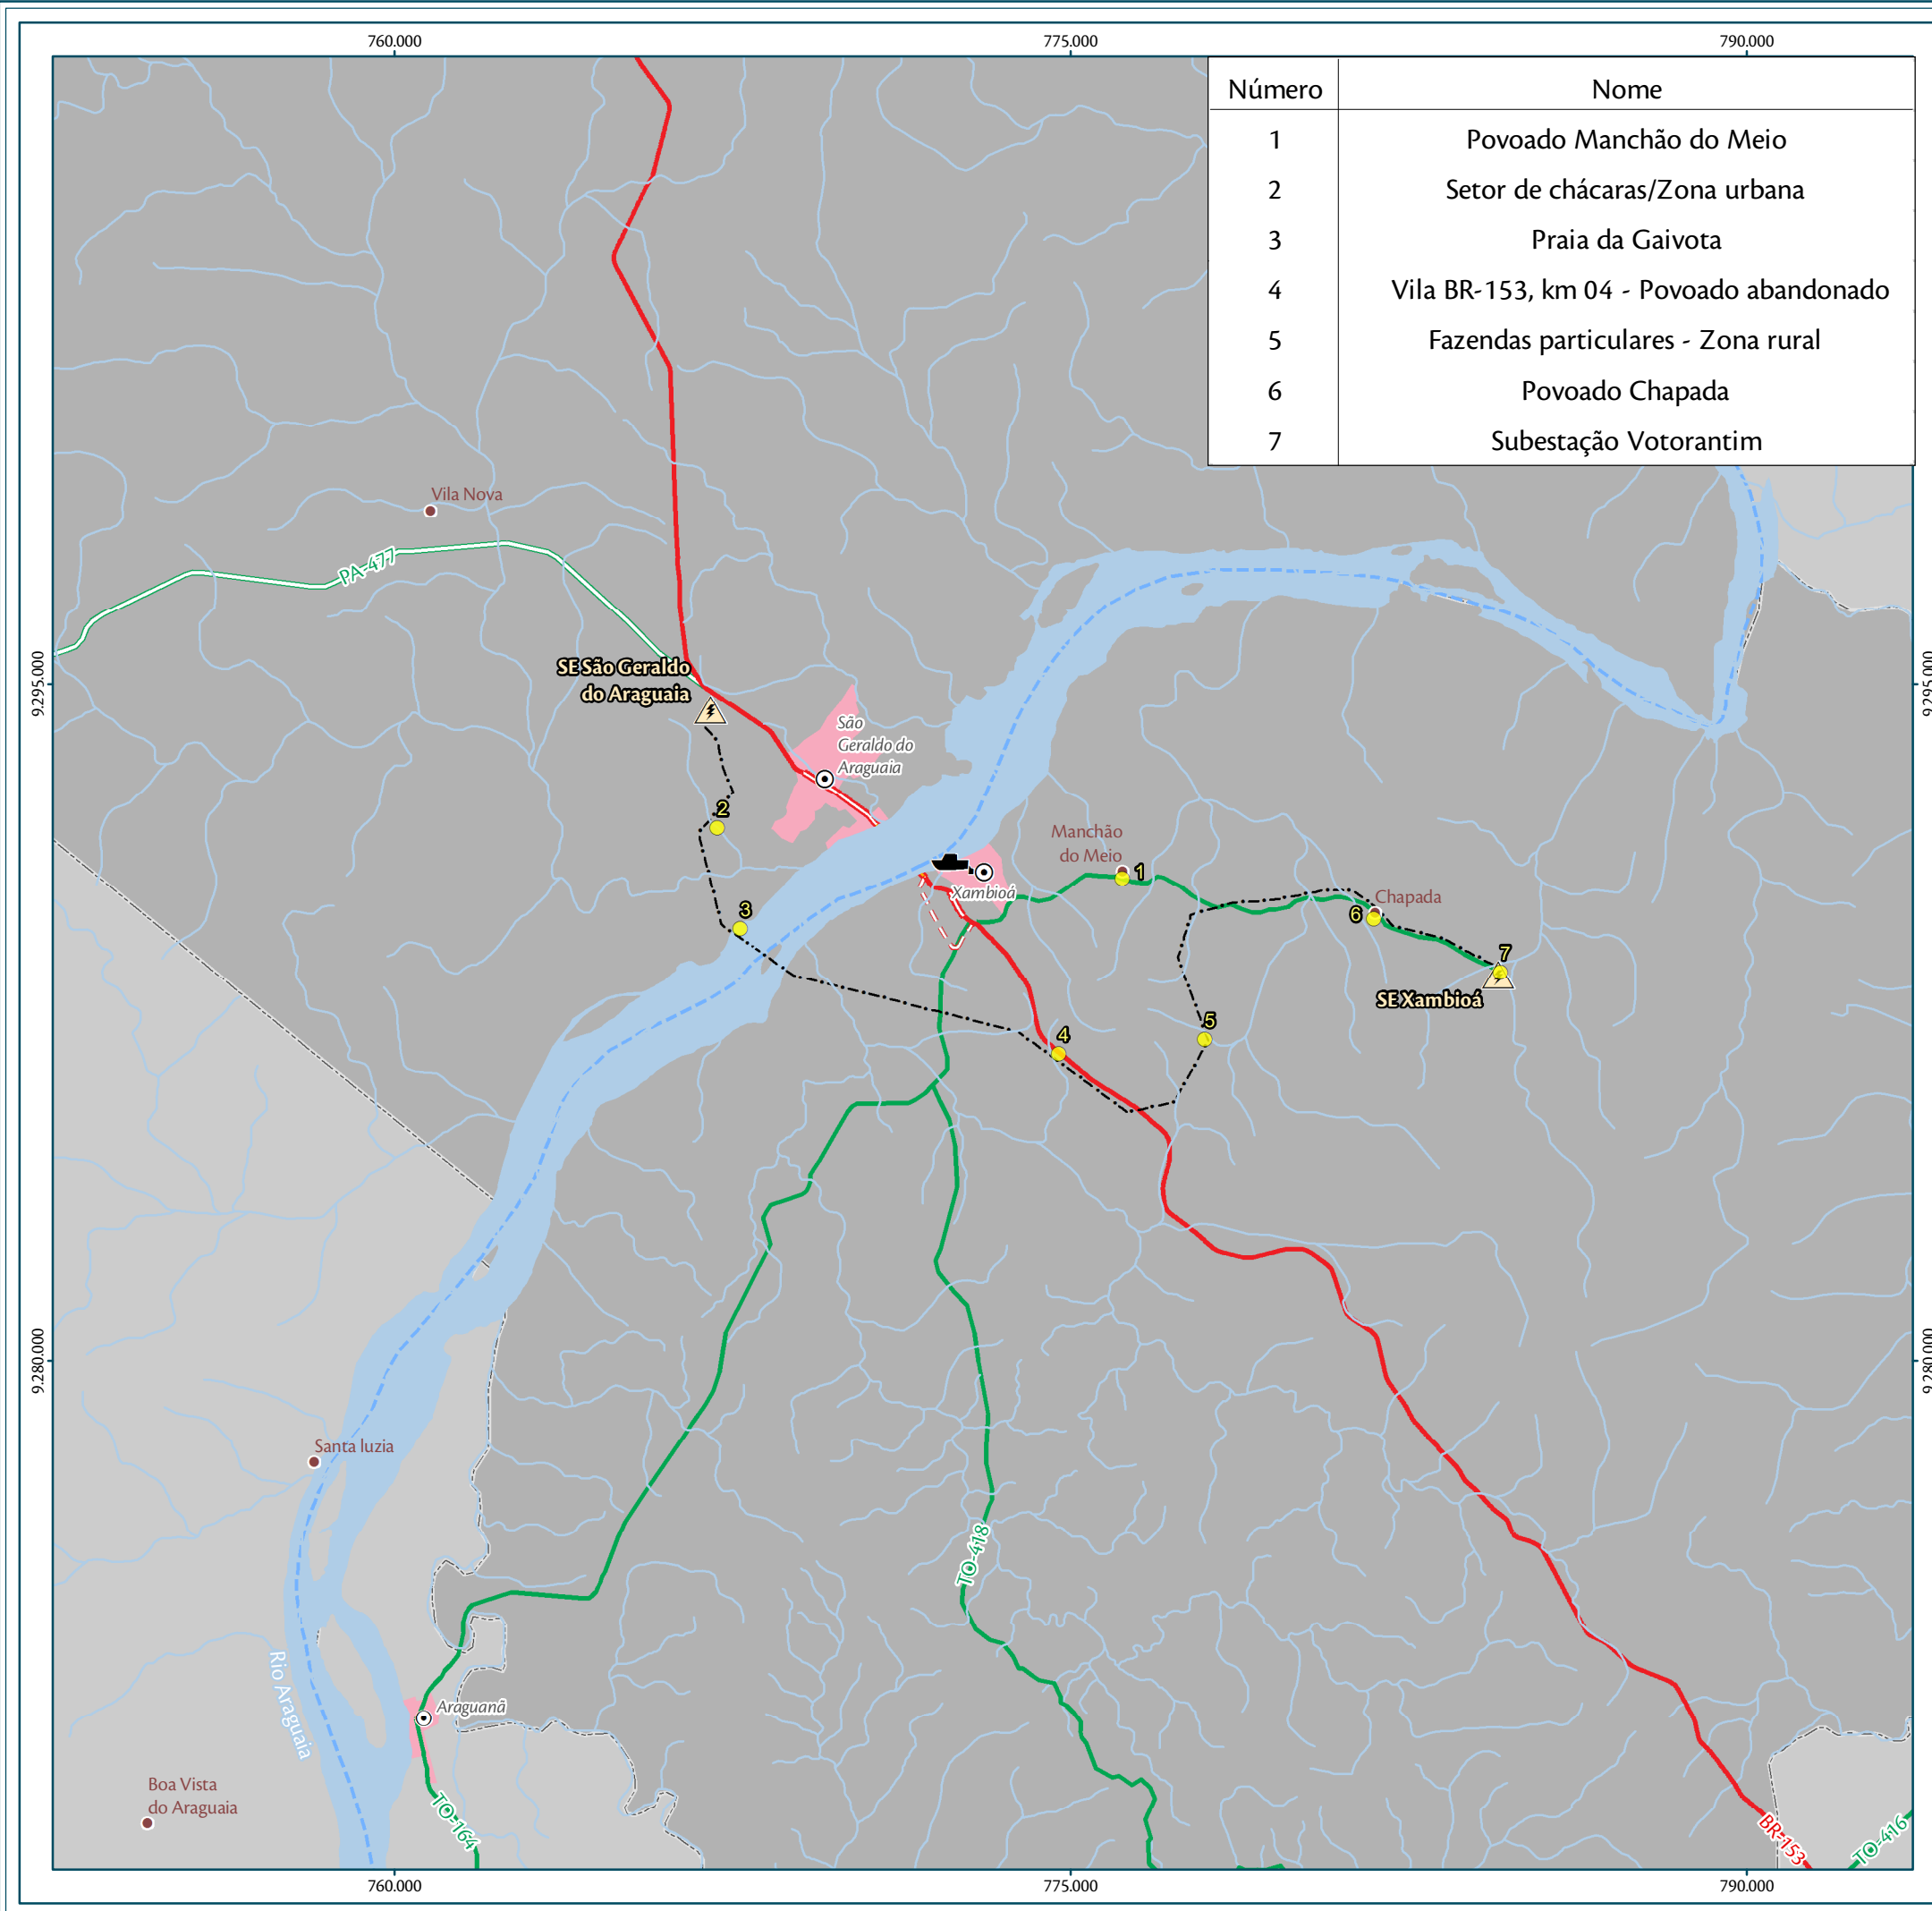 760.000
775.000
790.000
Número Nome
1 Povoado Manchão do Meio
2 Setor de chácaras/Zona urbana
3 Praia da Gaivota
4 Vila BR-153, km 04 - Povoado abandonado
5 Fazendas particulares - Zona rural
6 Povoado Chapada
7 Subestação Votorantim
Vila Nova
PA-477
9.295.000
9.295.000
SE São Geraldo
do Araguaia
São
Geraldo do
Araguaia
2
Manchão
do Meio
1
Xambioá
Chapada
6
3
7
SE Xambioá
5
4
9.280.000
9.280.000
Santa luzia
TO-418
Rio Araguaia
Araguanã
Boa Vista
do Araguaia
TO-164
BR-153
TO-416
760.000
775.000
790.000